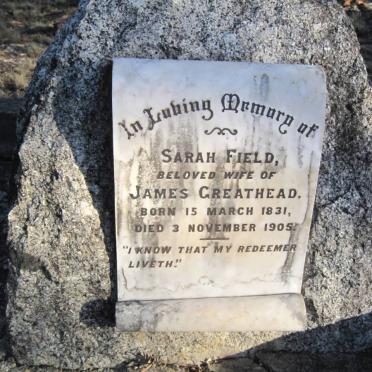 In Loving Memory of
SARAH FIELD,
BELOVED WIFE OF
JAMES GREATHEAD.
BORN 15 MARCH 1831,
DIED 3 NOVEMBER 1905.
"I KNOW THAT MY REDEEMER
LIVETH."